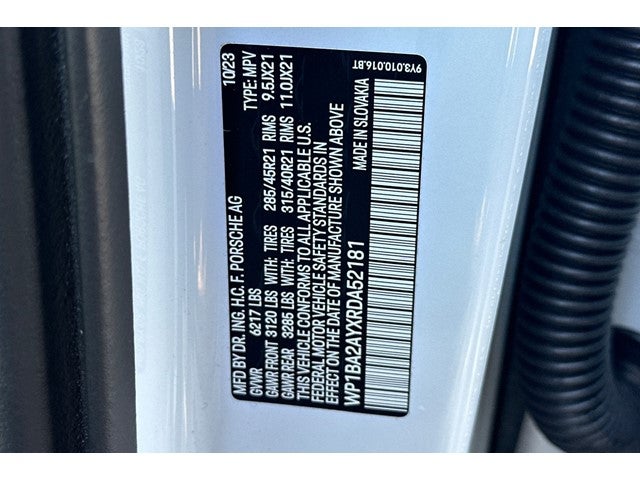 MFD BY DR. ING. H.C. F. PORSCHE AG 10/23
GVWR 6217 LBS TYPE: MPV
GAWR FRONT 3120 LBS WITH: TIRES 285/45R21 RIMS 9.5JX21
GAWR REAR 3285 LBS WITH: TIRES 315/40R21 RIMS 11.0JX21
THIS VEHICLE CONFORMS TO ALL APPLICABLE U.S.
FEDERAL MOTOR VEHICLE SAFETY STANDARDS IN
EFFECT ON THE DATE OF MANUFACTURE SHOWN ABOVE
MADE IN SLOVAKIA
WP1BA2AYXRDA52181
9Y3.010.016.BT